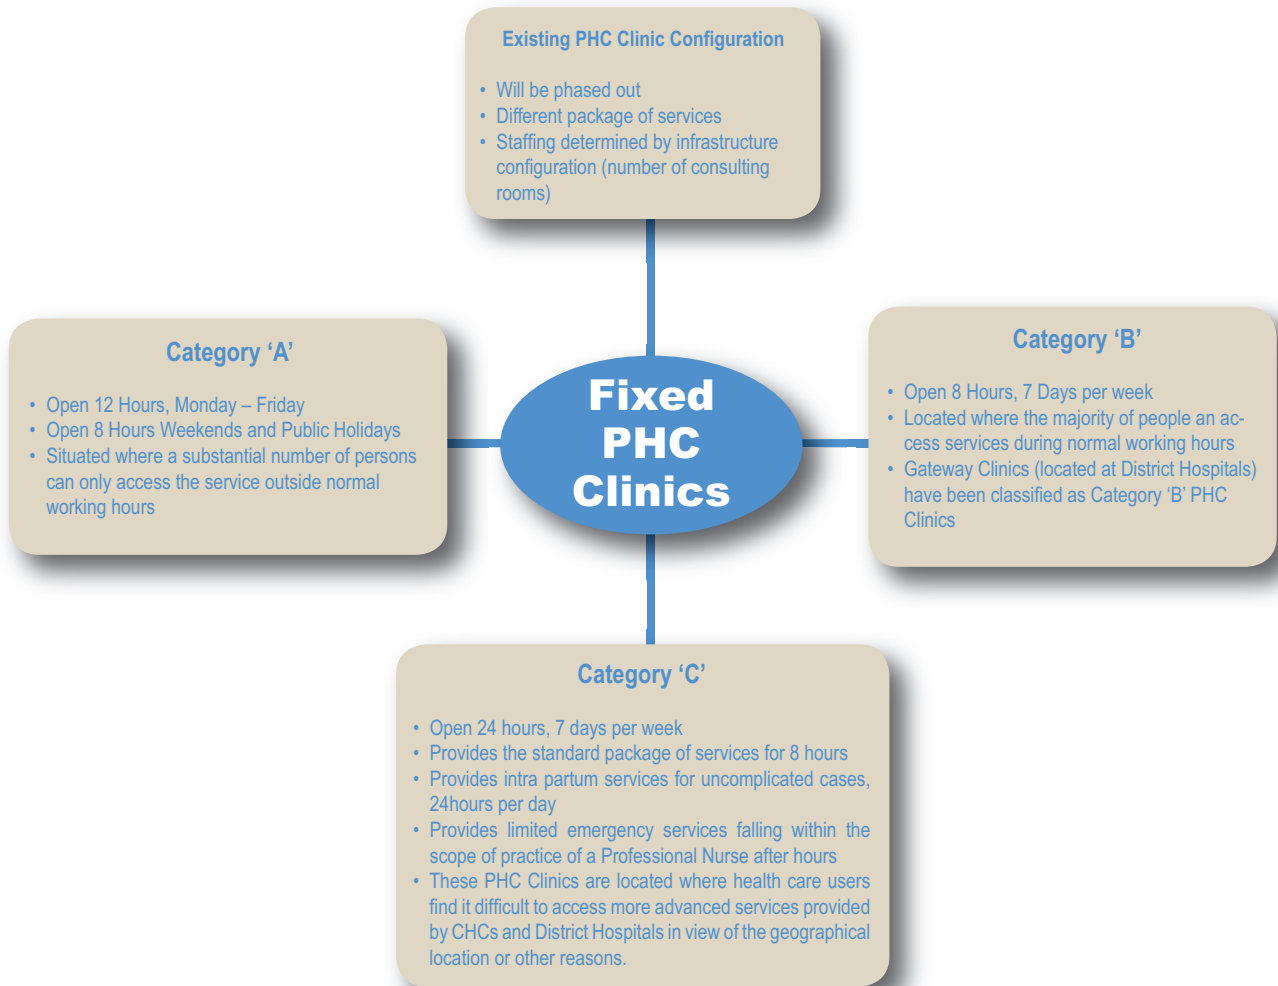 Existing PHC Clinic Configuration
• Will be phased out
• Different package of services
• Staffing determined by infrastructure
configuration (number of consulting
rooms)
Category ‘A’
• Open 12 Hours, Monday – Friday
• Open 8 Hours Weekends and Public Holidays
• Situated where a substantial number of persons
can only access the service outside normal
working hours
Fixed
PHC
Clinics
Category ‘B’
• Open 8 Hours, 7 Days per week
• Located where the majority of people an ac-
cess services during normal working hours
• Gateway Clinics (located at District Hospitals)
have been classified as Category ‘B’ PHC
Clinics
Category ‘C’
• Open 24 hours, 7 days per week
• Provides the standard package of services for 8 hours
• Provides intra partum services for uncomplicated cases,
24hours per day
• Provides limited emergency services falling within the
scope of practice of a Professional Nurse after hours
• These PHC Clinics are located where health care users
find it difficult to access more advanced services provided
by CHCs and District Hospitals in view of the geographical
location or other reasons.